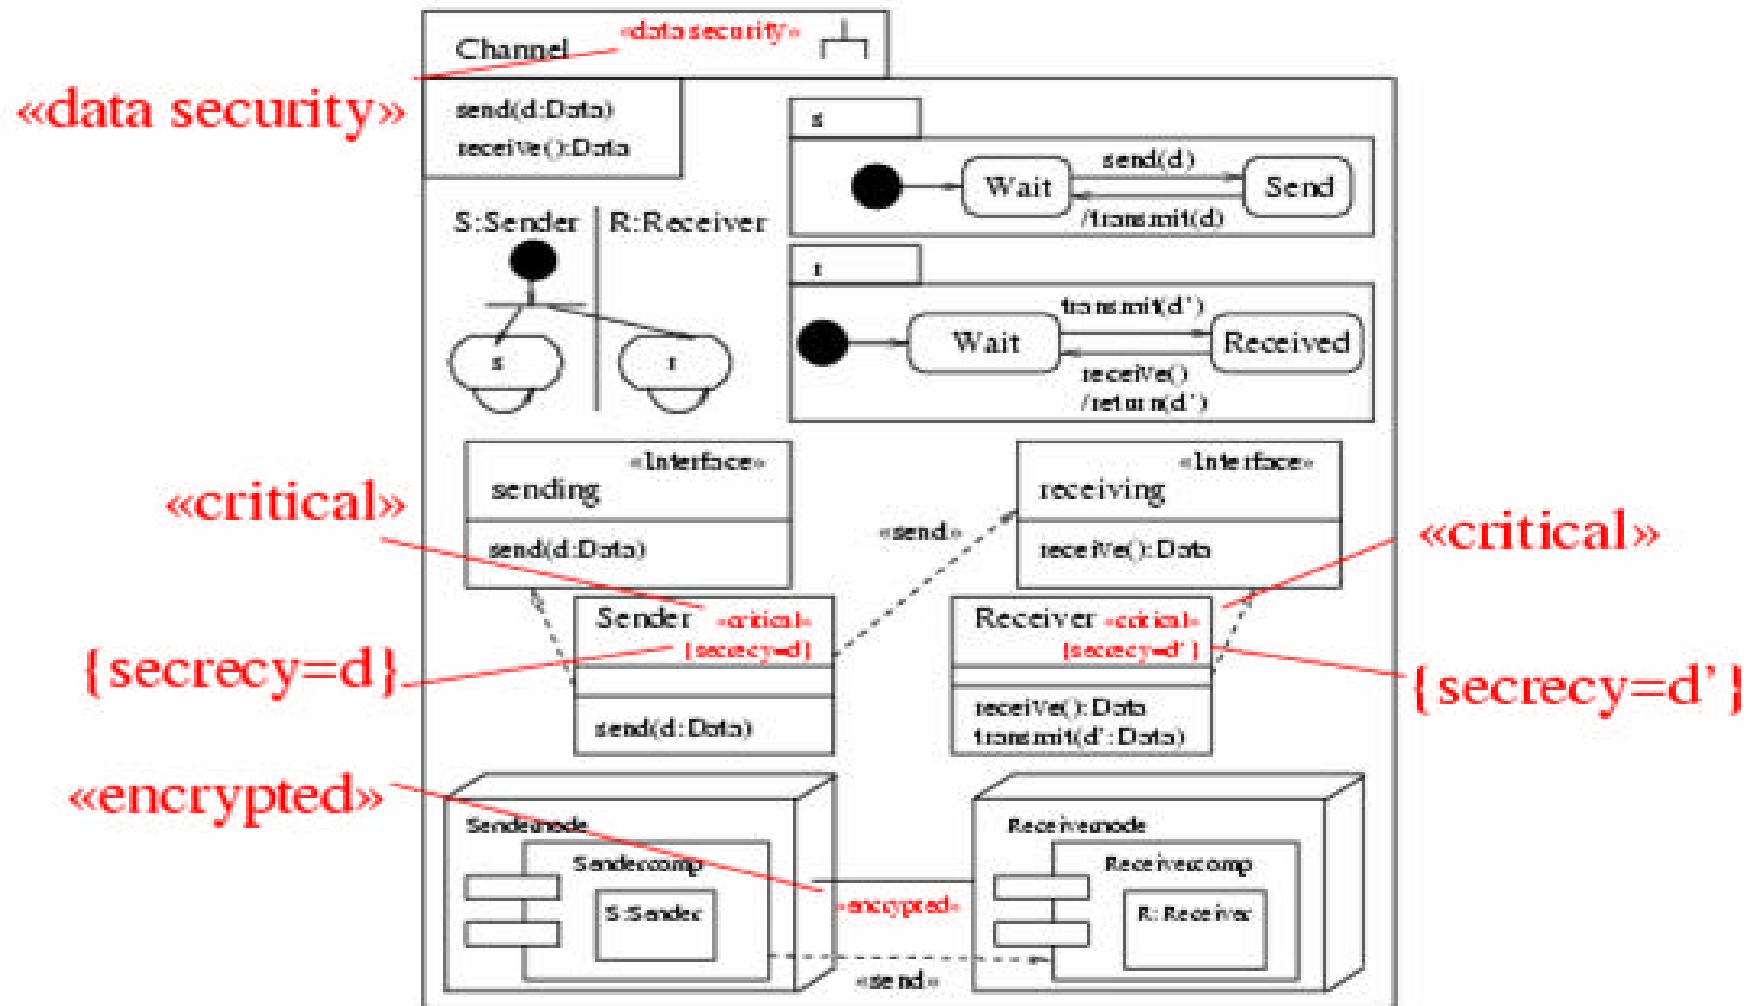 Channel «data security»
«data security»
send(d:Data)
receive():Data
s
Wait
send(d)
Send
/transmit(d)
S:Sender
R:Receiver
s
r
r
Wait
transmit(d')
Received
receive()
/return(d')
«Interface»
sending
send(d:Data)
«Interface»
receiving
receive():Data
«critical»
«send»
«critical»
Sender «critical»
{secrecy=d}
send(d:Data)
Receiver «critical»
{secrecy=d'}
receive():Data
transmit(d':Data)
{secrecy=d}
{secrecy=d'}
«encrypted»
Sendernode
Sendercomp
S:Sender
«encrypted»
Receivernode
Receivercomp
R:Receiver
«send»